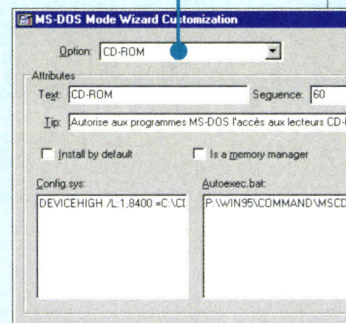 MS-DOS Mode Wizard Customization
Option: CD-ROM
Attributes
Text: CD-ROM Sequence: 60
Tip: Autorise aux programmes MS-DOS l'accès aux lecteurs CD-
Install by default Is a memory manager
Config.sys: Autoexec.bat:
DEVICEHIGH /L:1,8400 =C:\CD P:\WIN95\COMMAND\MSCD